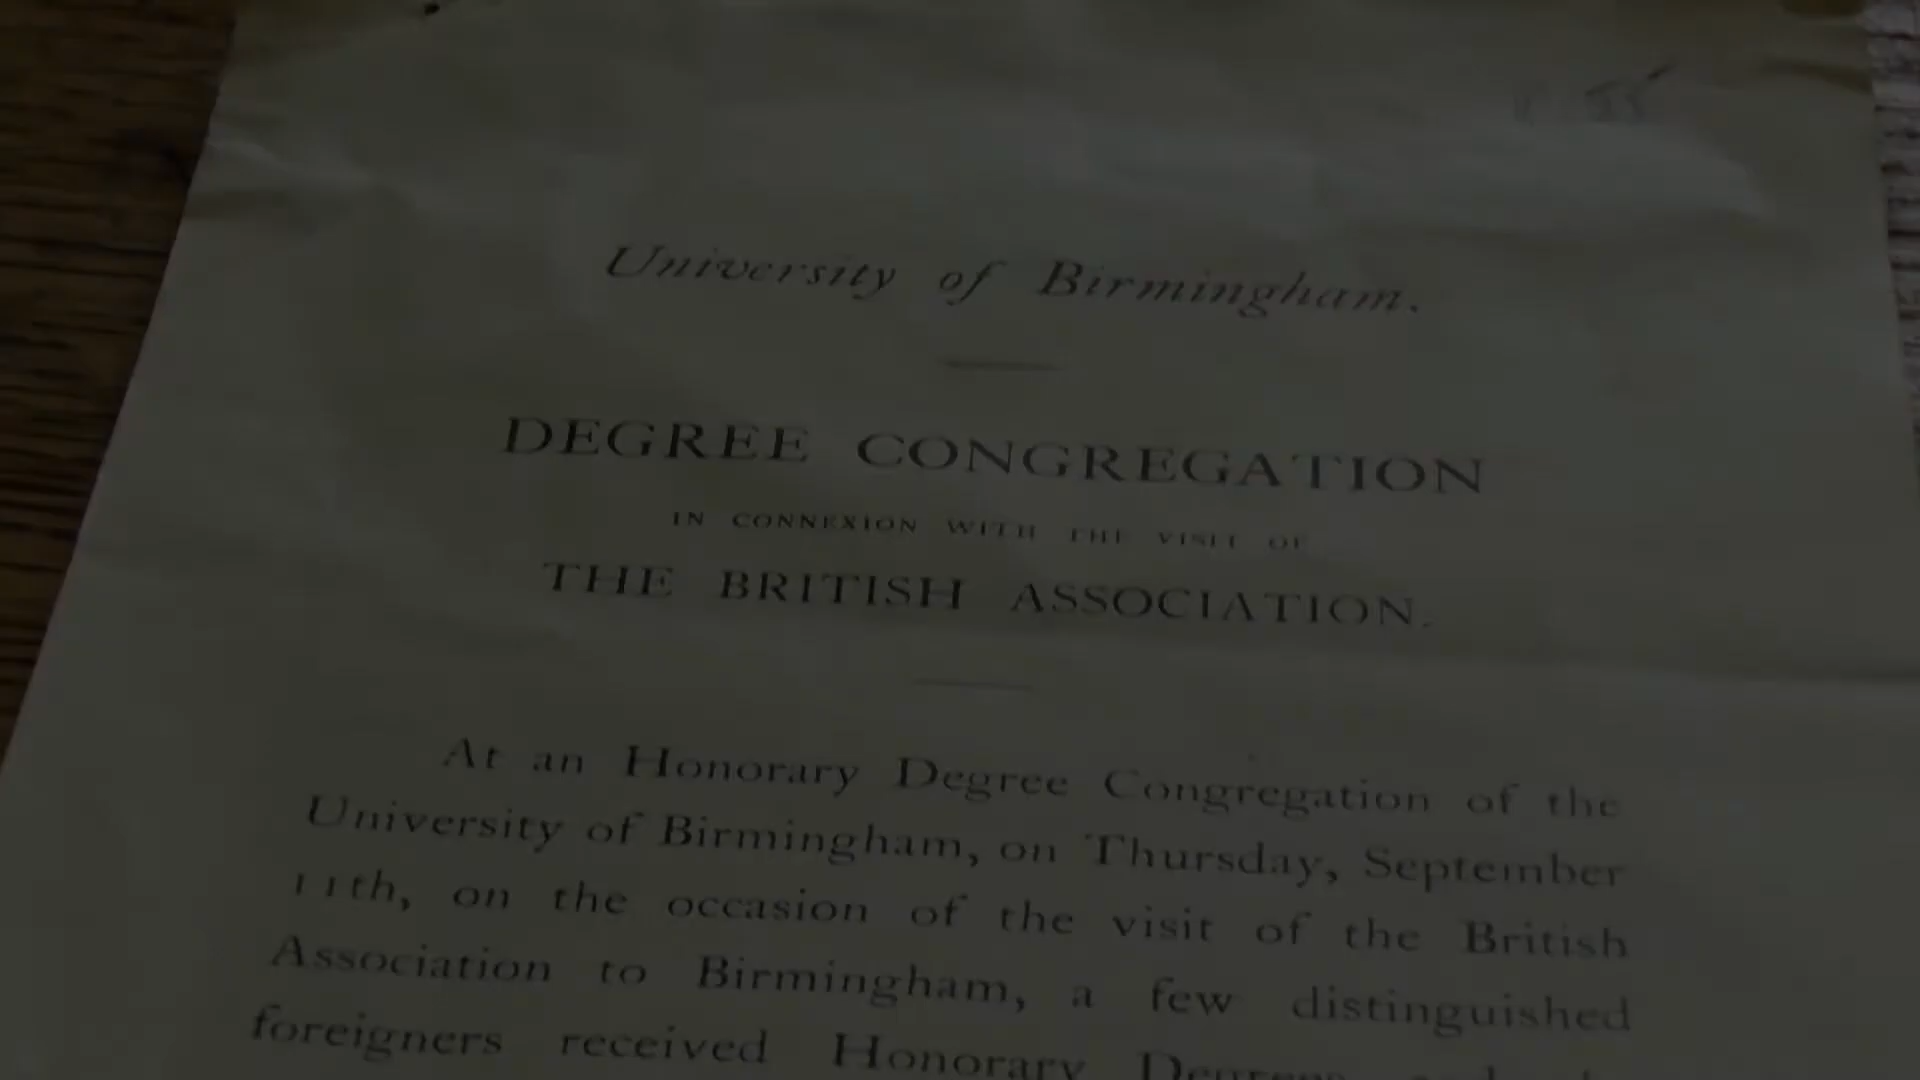 University of Birmingham.
DEGREE CONGREGATION
IN CONNEXION WITH THE VISIT OF
THE BRITISH ASSOCIATION.
At an Honorary Degree Congregation of the
University of Birmingham, on Thursday, September
11th, on the occasion of the visit of the British
Association to Birmingham, a few distinguished
foreigners received Honorary Degrees